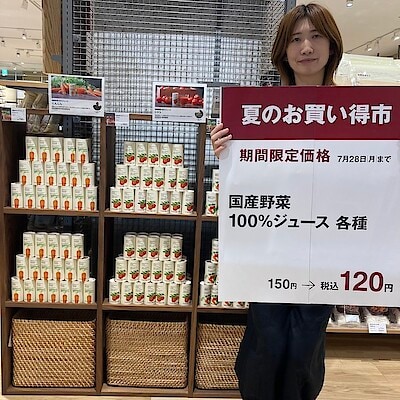 夏のお買い得市
期間限定価格 7月28日(月)まで
国産野菜
100%ジュース 各種
150円 → 税込 120円